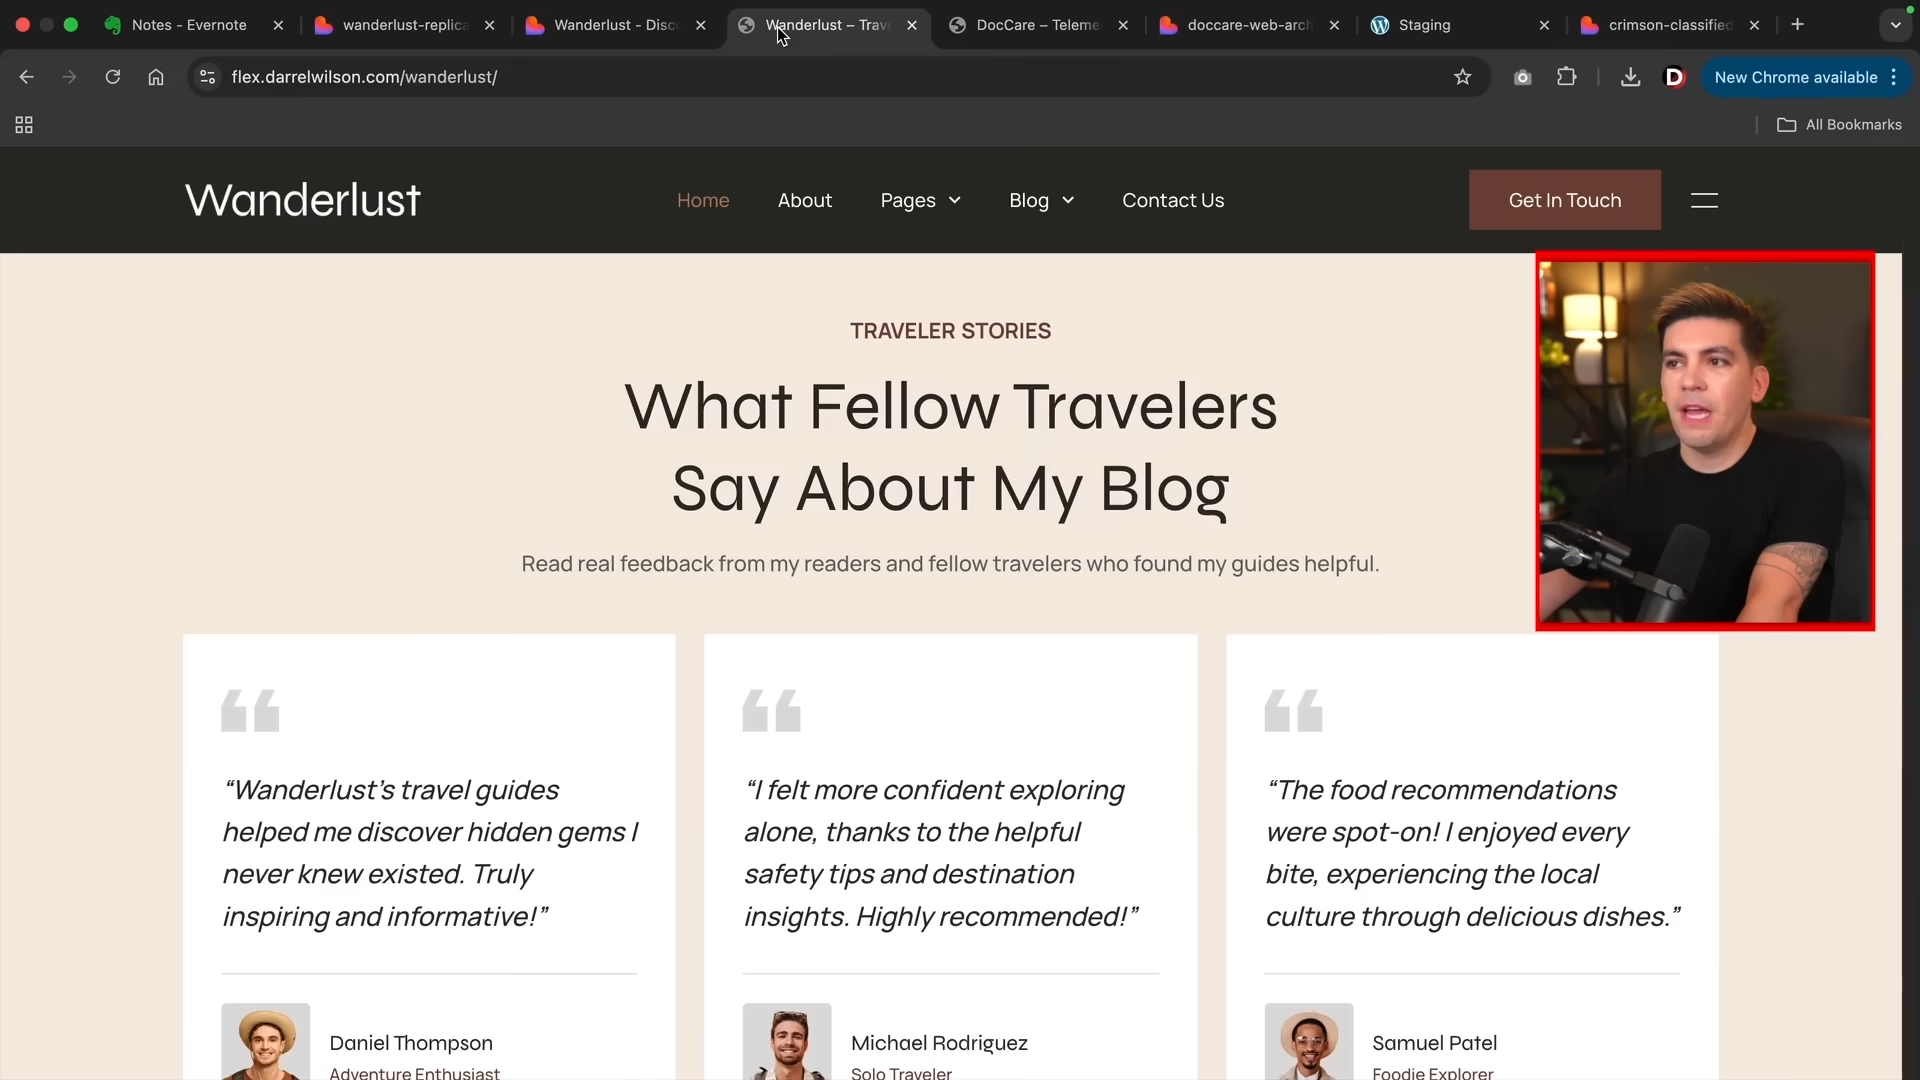 Notes - Evernote
wanderlust-replica
Wanderlust - Disc
Wanderlust – Trav
DocCare – Teleme
doccare-web-arch
Staging
crimson-classified
flex.darrelwilson.com/wanderlust/
D
New Chrome available
All Bookmarks
Wanderlust
Home
About
Pages
Blog
Contact Us
Get In Touch
TRAVELER STORIES
What Fellow Travelers
Say About My Blog
Read real feedback from my readers and fellow travelers who found my guides helpful.
“Wanderlust’s travel guides
helped me discover hidden gems I
never knew existed. Truly
inspiring and informative!”
Daniel Thompson
Adventure Enthusiast
“I felt more confident exploring
alone, thanks to the helpful
safety tips and destination
insights. Highly recommended!”
Michael Rodriguez
Solo Traveler
“The food recommendations
were spot-on! I enjoyed every
bite, experiencing the local
culture through delicious dishes.”
Samuel Patel
Foodie Explorer